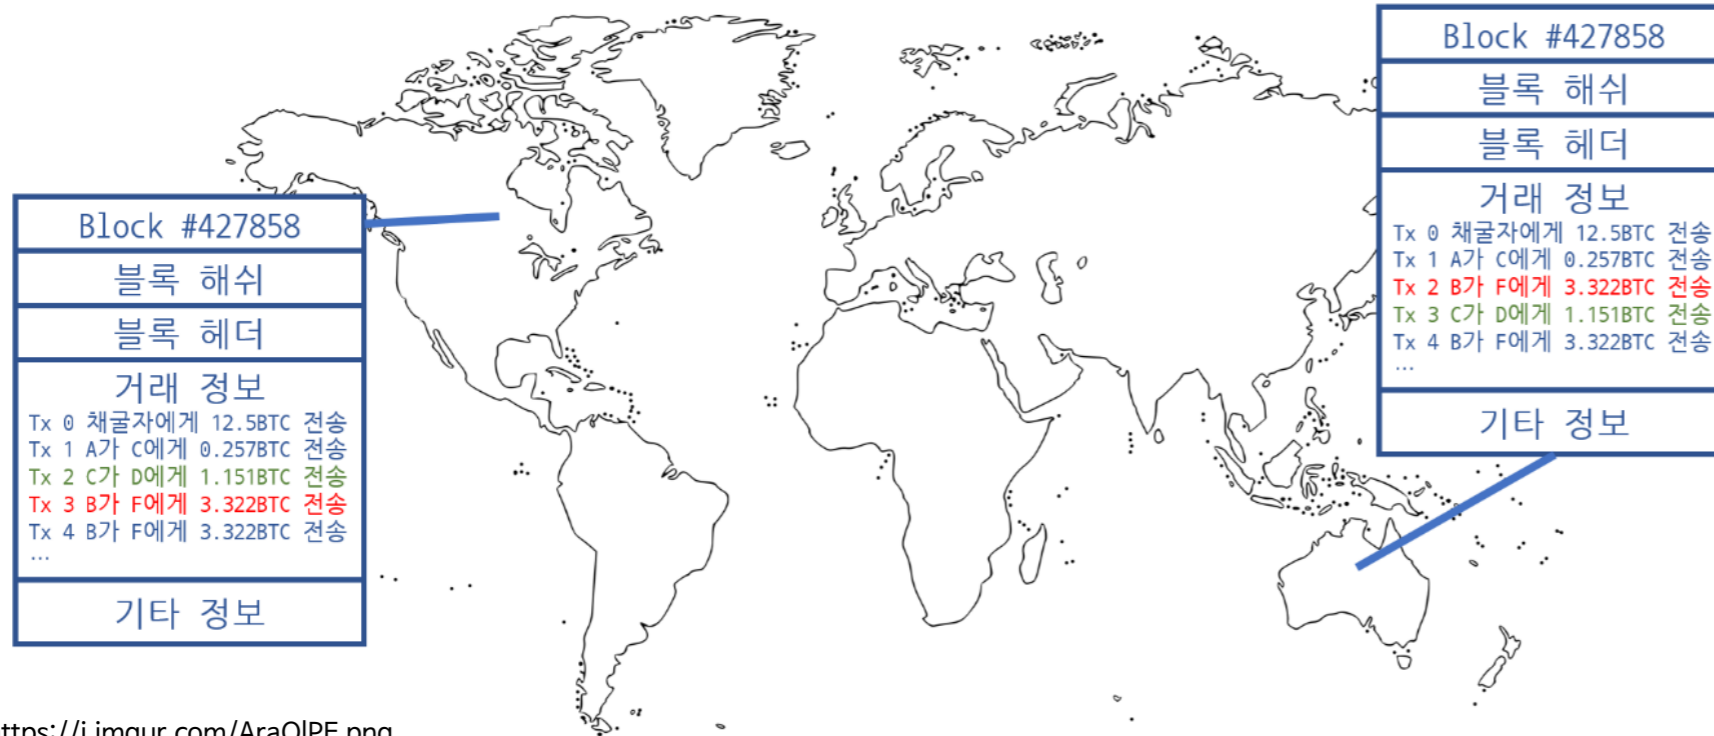 Block #427858
블록 해쉬
블록 헤더
거래 정보
Tx 0 채굴자에게 12.5BTC 전송
Tx 1 A가 C에게 0.257BTC 전송
Tx 2 C가 D에게 1.151BTC 전송
Tx 3 B가 F에게 3.322BTC 전송
Tx 4 B가 F에게 3.322BTC 전송
...
기타 정보
Block #427858
블록 해쉬
블록 헤더
거래 정보
Tx 0 채굴자에게 12.5BTC 전송
Tx 1 A가 C에게 0.257BTC 전송
Tx 2 B가 F에게 3.322BTC 전송
Tx 3 C가 D에게 1.151BTC 전송
Tx 4 B가 F에게 3.322BTC 전송
...
기타 정보